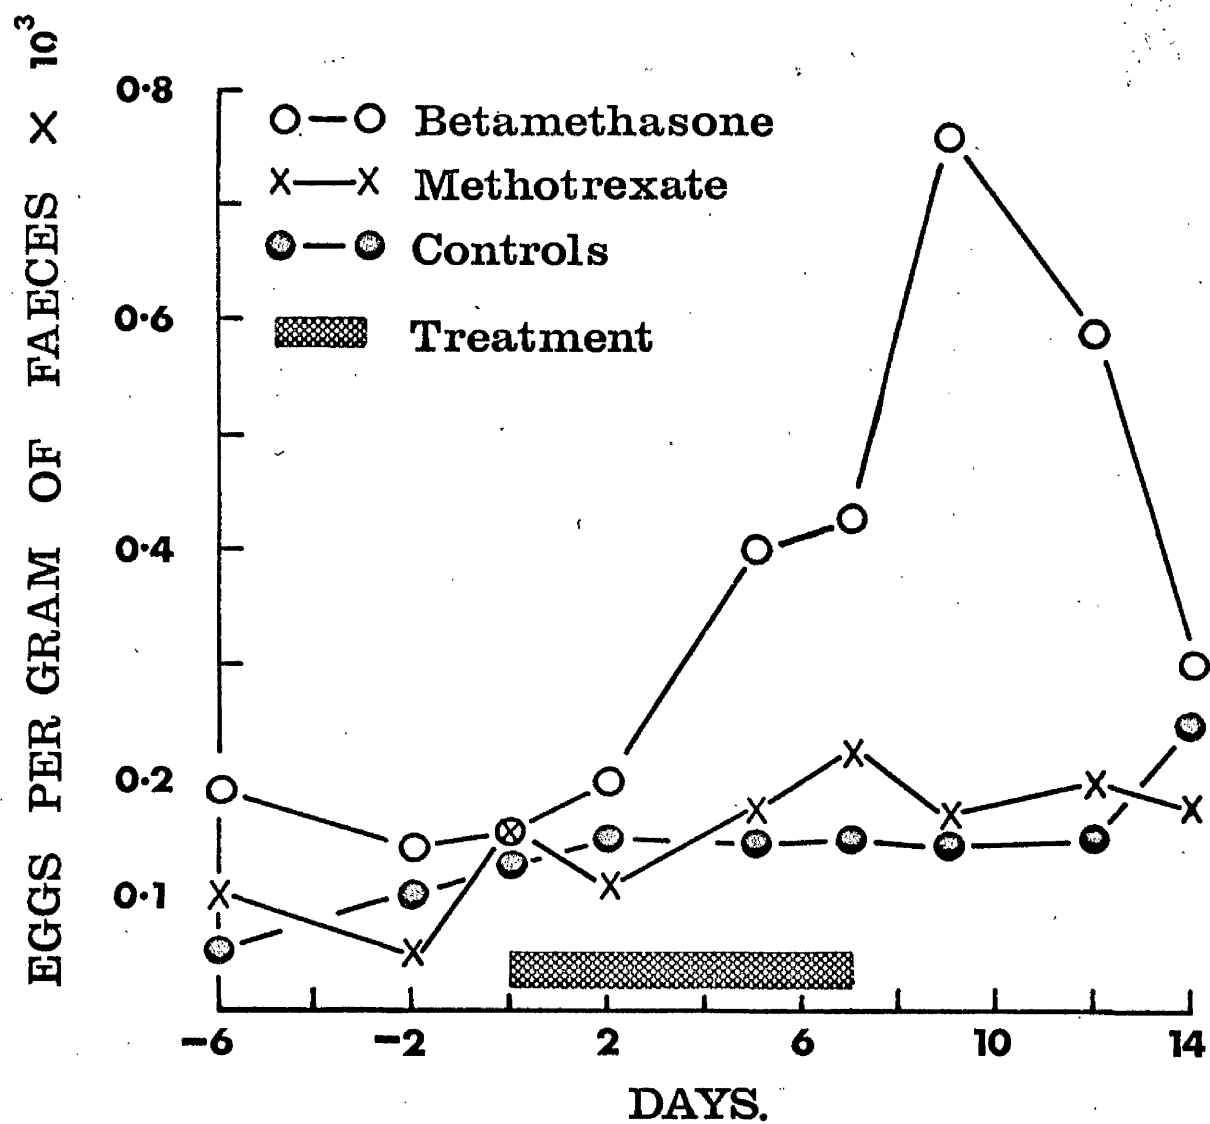 EGGS PER GRAM OF FAECES × 10³
0·8
0·6
0·4
0·2
0·1
Betamethasone
Methotrexate
Controls
Treatment
−6 −2 2 6 10 14
DAYS.